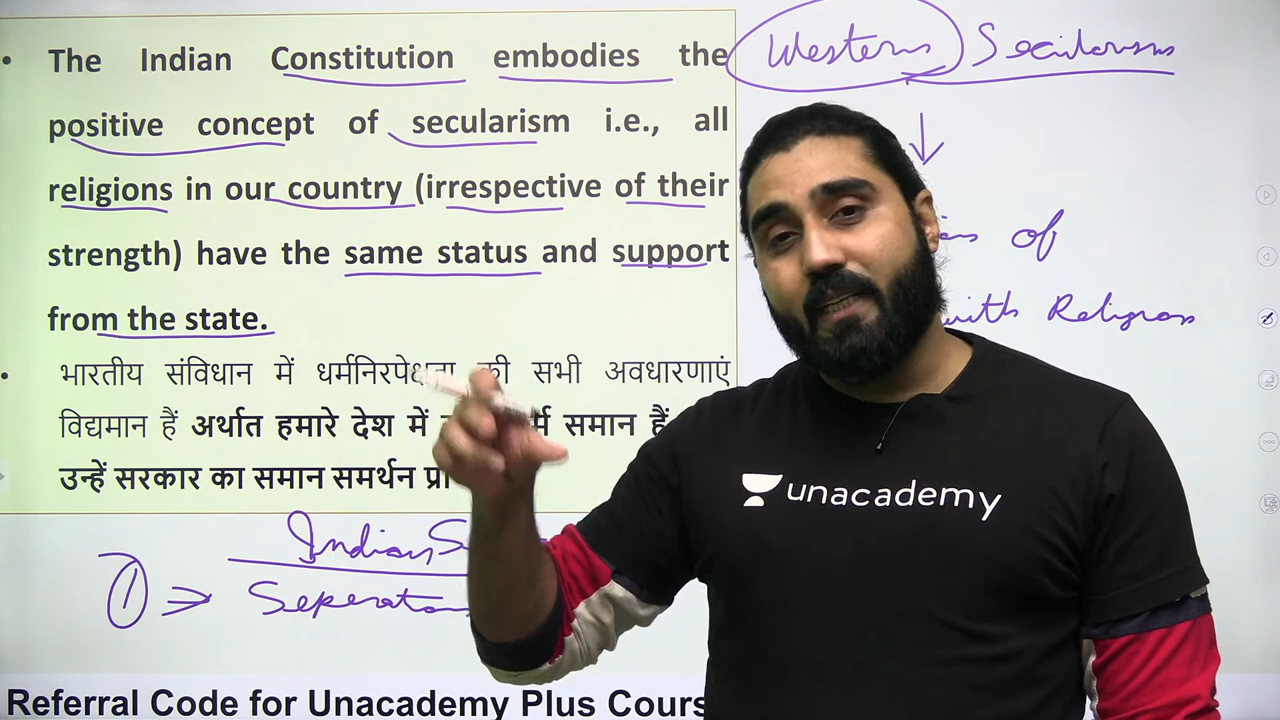 The Indian Constitution embodies the
positive concept of secularism i.e., all
religions in our country (irrespective of their
strength) have the same status and support
from the state.
भारतीय संविधान में धर्मनिरपेक्षता की सभी अवधारणाएं
विद्यमान हैं अर्थात हमारे देश में समान हैं
उन्हें सरकार का समान समर्थन
Western Secularism
of
with Religion
Indian
1 ⇒ Seperat
unacademy
Referral Code for Unacademy Plus Cours